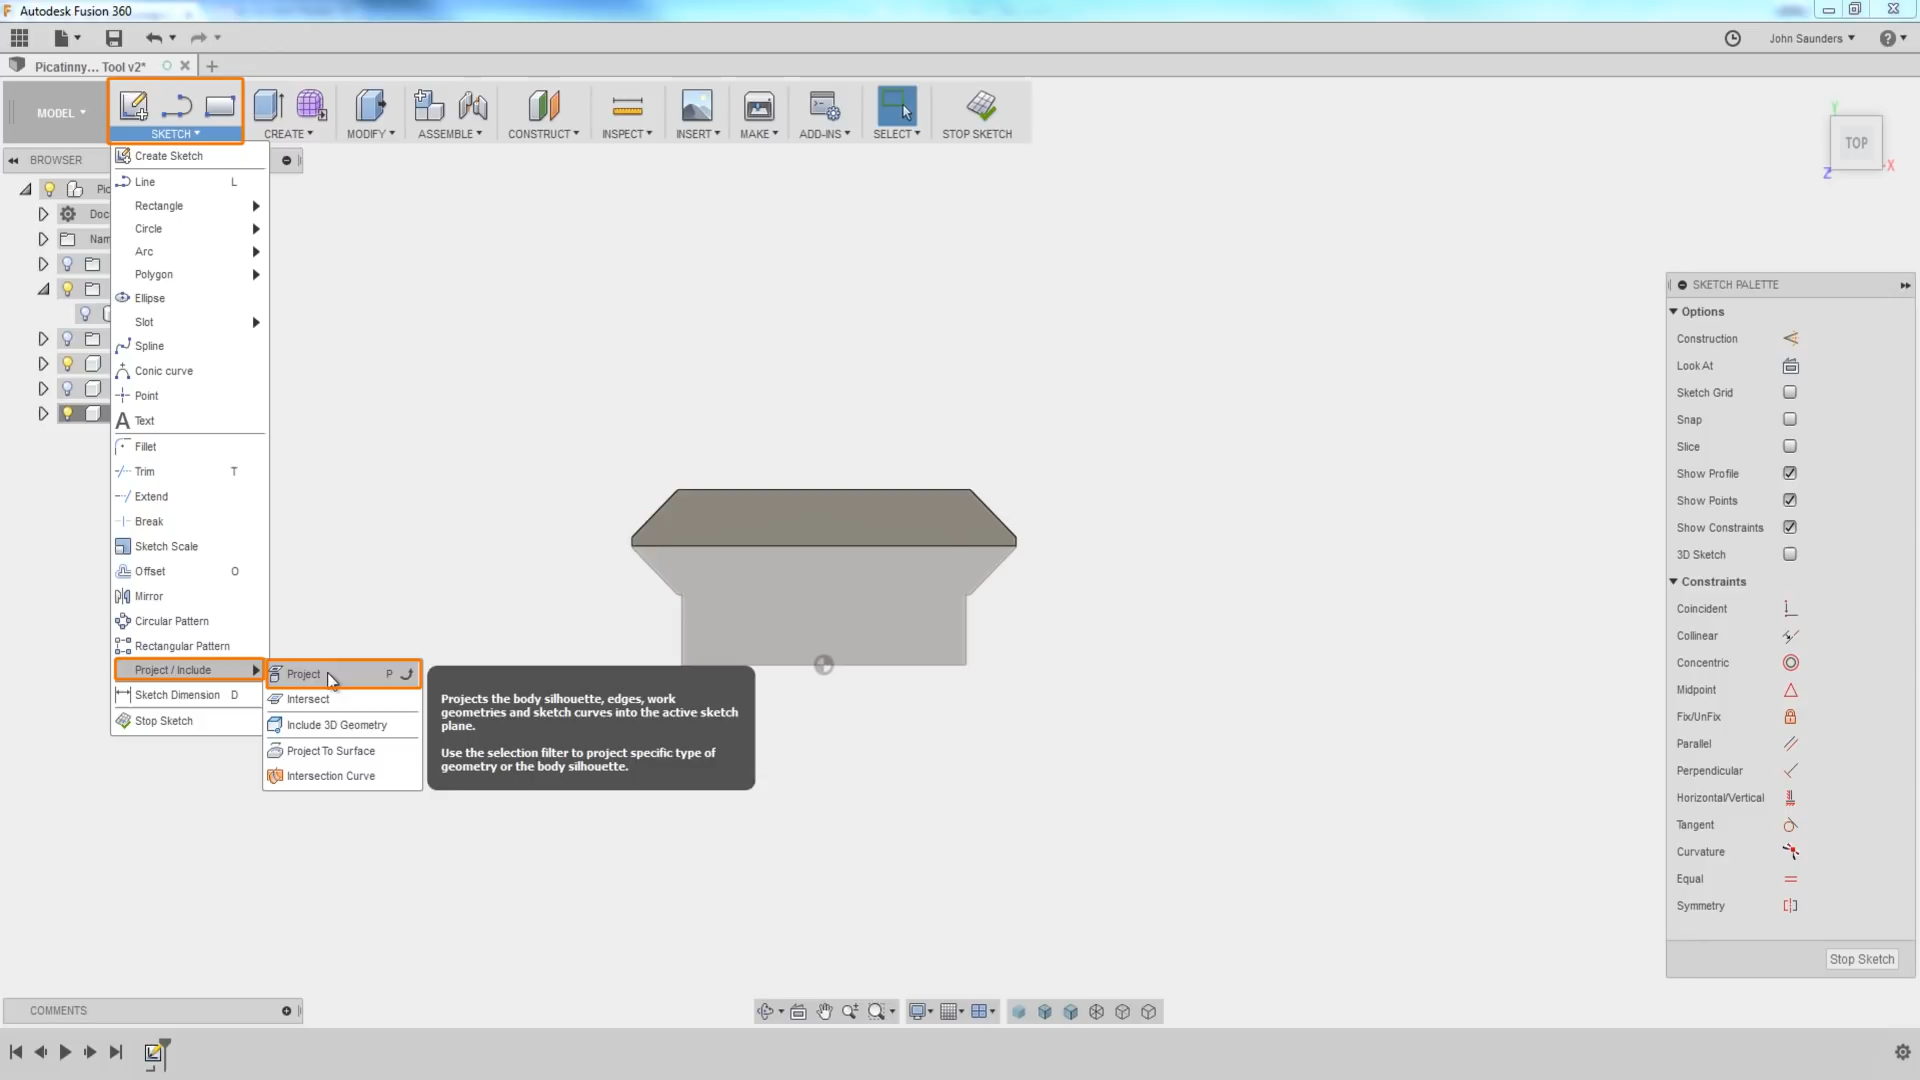 Autodesk Fusion 360
John Saunders
Picatinny... Tool v2*
MODEL
SKETCH
CREATE
MODIFY
ASSEMBLE
CONSTRUCT
INSPECT
INSERT
MAKE
ADD-INS
SELECT
STOP SKETCH
BROWSER
Pic
Doc
Nam
Create Sketch
Line L
Rectangle
Circle
Arc
Polygon
Ellipse
Slot
Spline
Conic curve
Point
Text
Fillet
Trim T
Extend
Break
Sketch Scale
Offset O
Mirror
Circular Pattern
Rectangular Pattern
Project / Include
Sketch Dimension D
Stop Sketch
Project P
Intersect
Include 3D Geometry
Project To Surface
Intersection Curve
Projects the body silhouette, edges, work
geometries and sketch curves into the active sketch
plane.
Use the selection filter to project specific type of
geometry or the body silhouette.
Y
TOP
X
Z
SKETCH PALETTE
Options
Construction
Look At
Sketch Grid
Snap
Slice
Show Profile
Show Points
Show Constraints
3D Sketch
Constraints
Coincident
Collinear
Concentric
Midpoint
Fix/UnFix
Parallel
Perpendicular
Horizontal/Vertical
Tangent
Curvature
Equal
Symmetry
Stop Sketch
COMMENTS